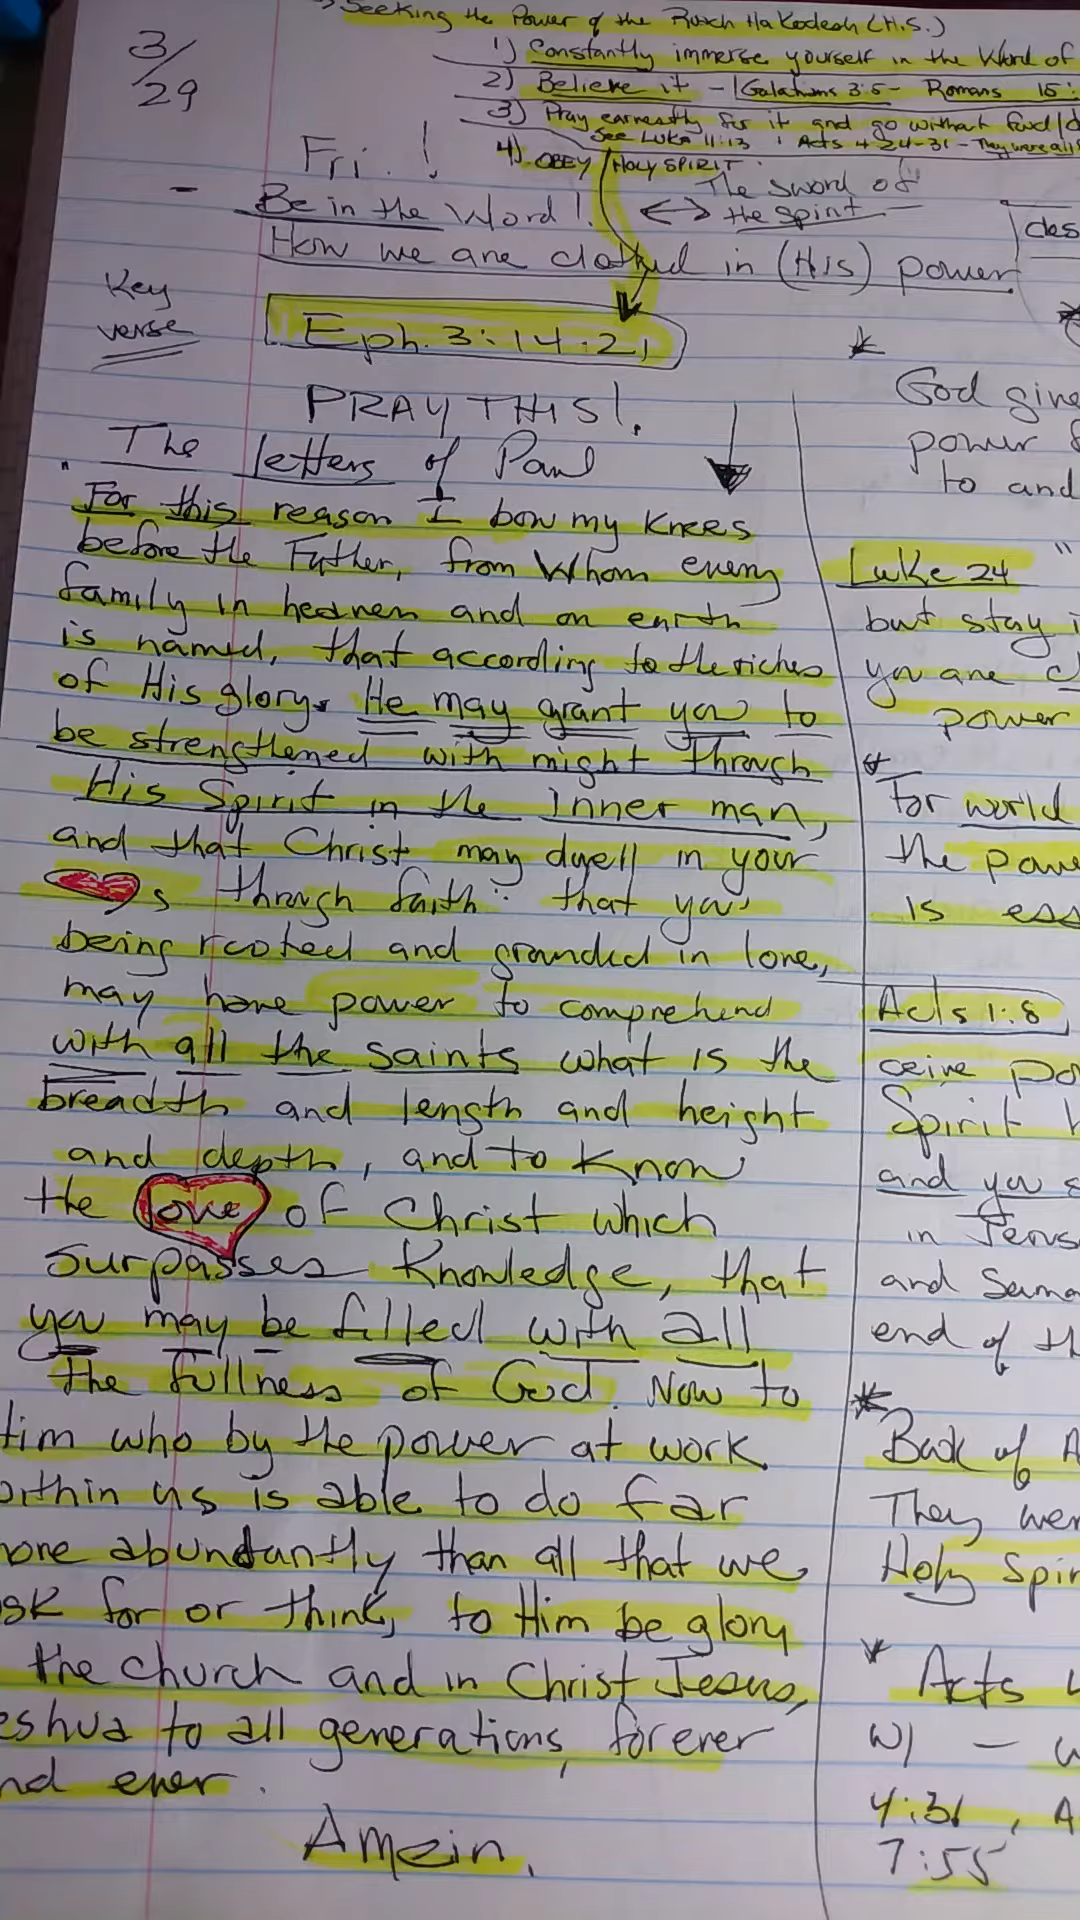 Seeking the Power of the Ruach Ha Kodesh (H.S.)
1) Constantly immerse yourself in the Word of
2) Believe it - Galatians 3:5 - Romans 15:
3) Pray earnestly for it and go without food/d
See Luke 11:13 Acts 4 24-31 - They were all
4) OBEY HOLY SPIRIT
3/29
Fri. !
- Be in the Word! <-> The sword of the spirit
How we are clothed in (His) power
Key verse
Eph. 3:14-21
PRAY THIS!
The letters of Paul
" For this reason I bow my knees
before the Father, from Whom every
family in heaven and on earth
is named, that according to the riches
of His glory. He may grant you to
be strengthened with might through
His Spirit in the Inner man,
and that Christ may dwell in your
❤s through faith: that you
being rooted and grounded in love,
may have power to comprehend
with all the saints what is the
breadth and length and height
and depth, and to know
the love of Christ which
surpasses Knowledge, that
you may be filled with all
the fullness of God. Now to
Him who by the power at work
within us is able to do far
more abundantly than all that we
ask for or think, to Him be glory
the church and in Christ Jesus,
eshua to all generations, forever
nd ever.
Amein.
des
God give
power &
to and
Luke 24 "
but stay i
you are cl
power
For world
the powe
is ess
Acts 1:8
ceive po
Spirit h
and you s
in Jerus
and Sama
end of th
Book of A
They wer
Holy Spir
Acts
w/ —
4:31, A
7:55